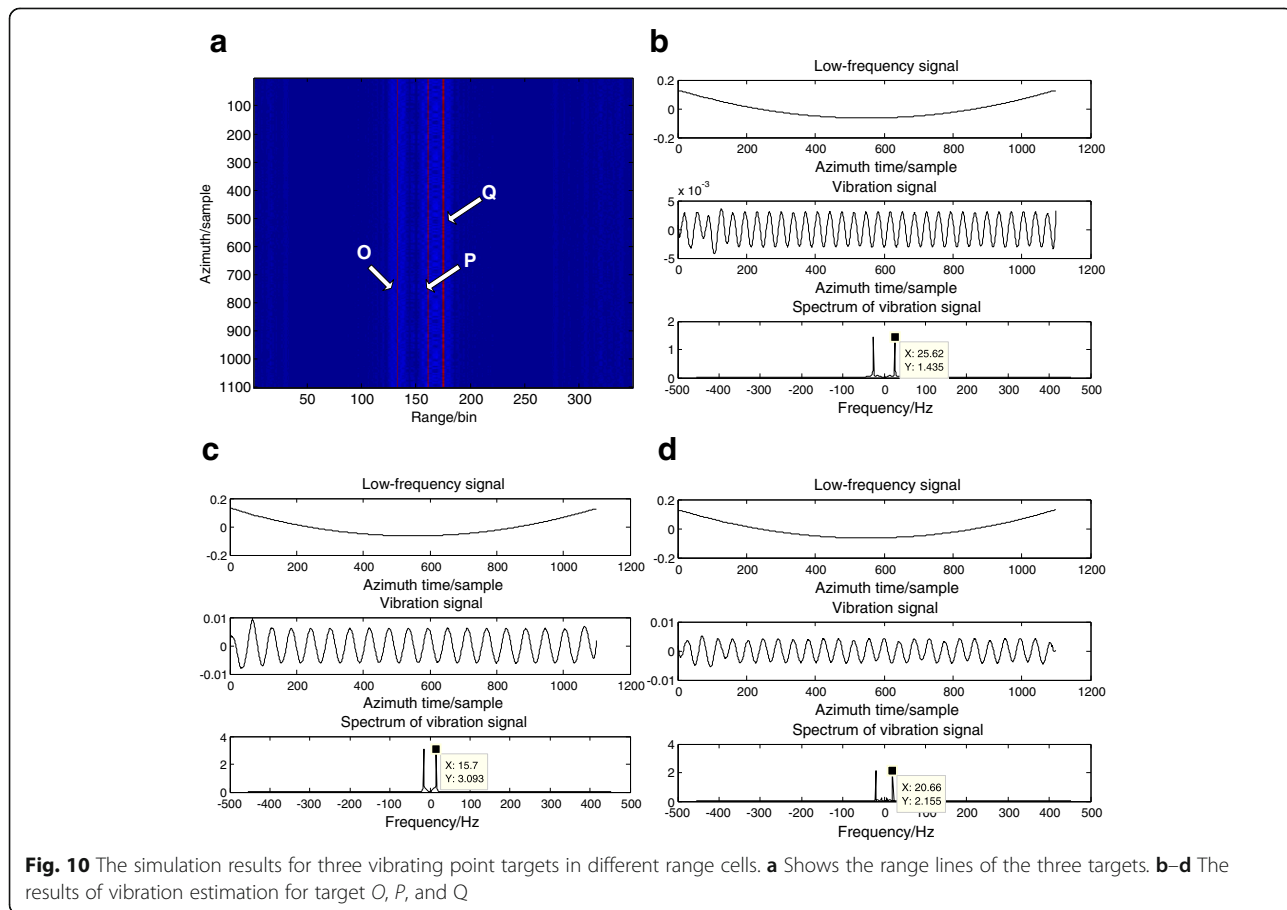 a
100
200
300
400
500
600
700
800
900
1000
1100
Azimuth/sample
O
P
Q
50 100 150 200 250 300
Range/bin
b
Low-frequency signal
0.2
0
-0.2
0 200 400 600 800 1000 1200
Azimuth time/sample
Vibration signal
x 10^-3
5
0
-5
0 200 400 600 800 1000 1200
Azimuth time/sample
Spectrum of vibration signal
2
1
0
X: 25.62
Y: 1.435
-500 -400 -300 -200 -100 0 100 200 300 400 500
Frequency/Hz
c
Low-frequency signal
0.2
0
-0.2
0 200 400 600 800 1000 1200
Azimuth time/sample
Vibration signal
0.01
0
-0.01
0 200 400 600 800 1000 1200
Azimuth time/sample
Spectrum of vibration signal
4
2
0
X: 15.7
Y: 3.093
-500 -400 -300 -200 -100 0 100 200 300 400 500
Frequency/Hz
d
Low-frequency signal
0.2
0
-0.2
0 200 400 600 800 1000 1200
Azimuth time/sample
Vibration signal
0.01
0
-0.01
0 200 400 600 800 1000 1200
Azimuth time/sample
Spectrum of vibration signal
4
2
0
X: 20.66
Y: 2.155
-500 -400 -300 -200 -100 0 100 200 300 400 500
Frequency/Hz
Fig. 10 The simulation results for three vibrating point targets in different range cells. a Shows the range lines of the three targets. b–d The
results of vibration estimation for target O, P, and Q